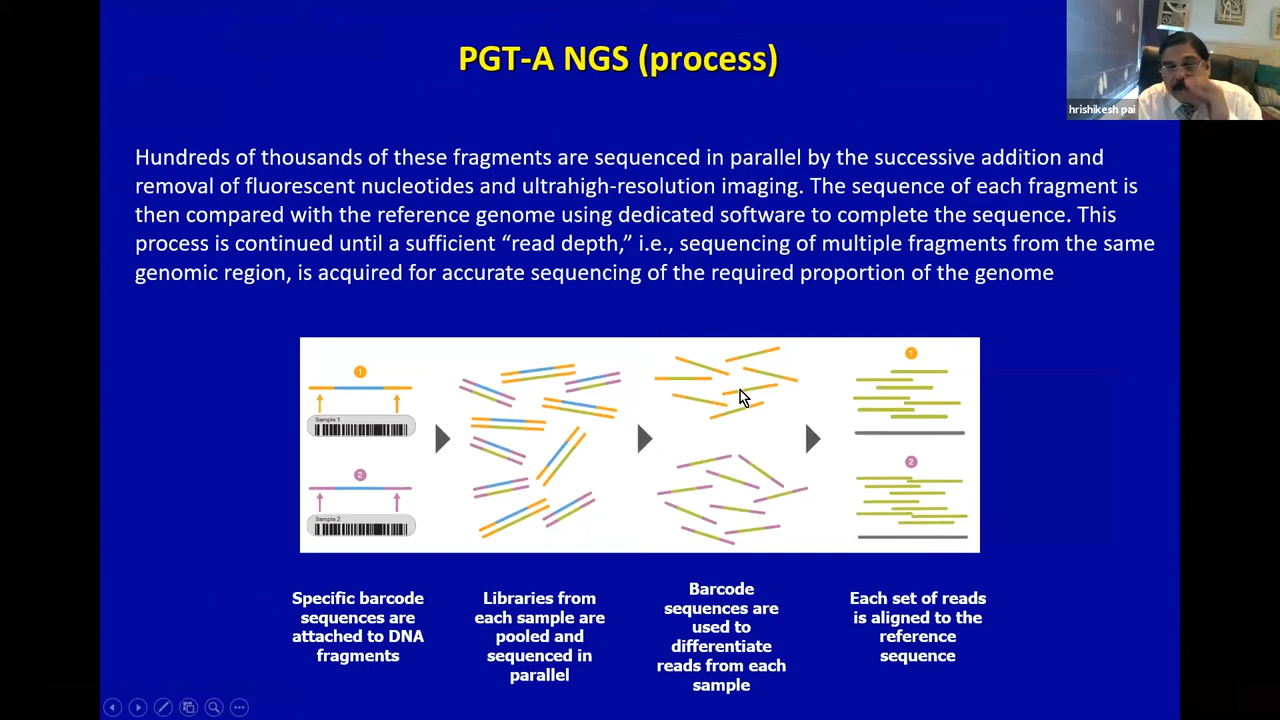 PGT-A NGS (process)
hrishikesh pai
Hundreds of thousands of these fragments are sequenced in parallel by the successive addition and
removal of fluorescent nucleotides and ultrahigh-resolution imaging. The sequence of each fragment is
then compared with the reference genome using dedicated software to complete the sequence. This
process is continued until a sufficient “read depth,” i.e., sequencing of multiple fragments from the same
genomic region, is acquired for accurate sequencing of the required proportion of the genome
1
Sample 1
2
Sample 2
1
2
Specific barcode
sequences are
attached to DNA
fragments
Libraries from
each sample are
pooled and
sequenced in
parallel
Barcode
sequences are
used to
differentiate
reads from each
sample
Each set of reads
is aligned to the
reference
sequence